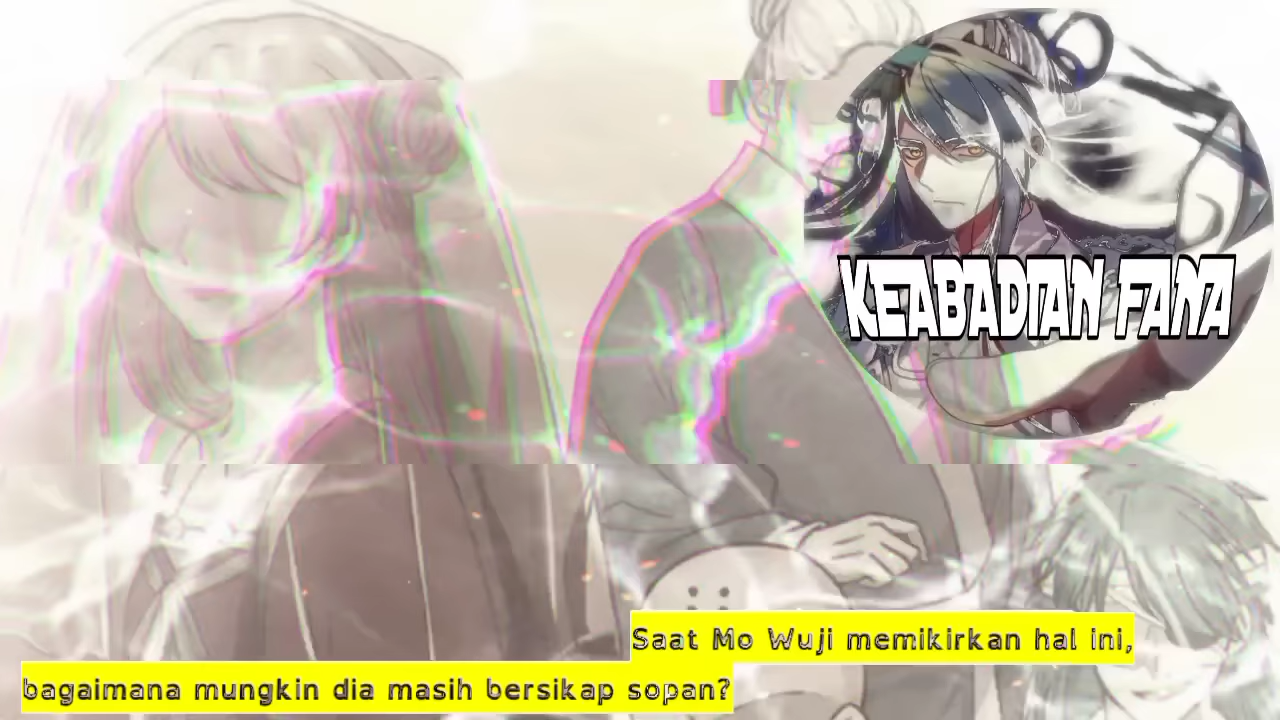 KEABADIAN FANA
Saat Mo Wuji memikirkan hal ini,
bagaimana mungkin dia masih bersikap sopan?